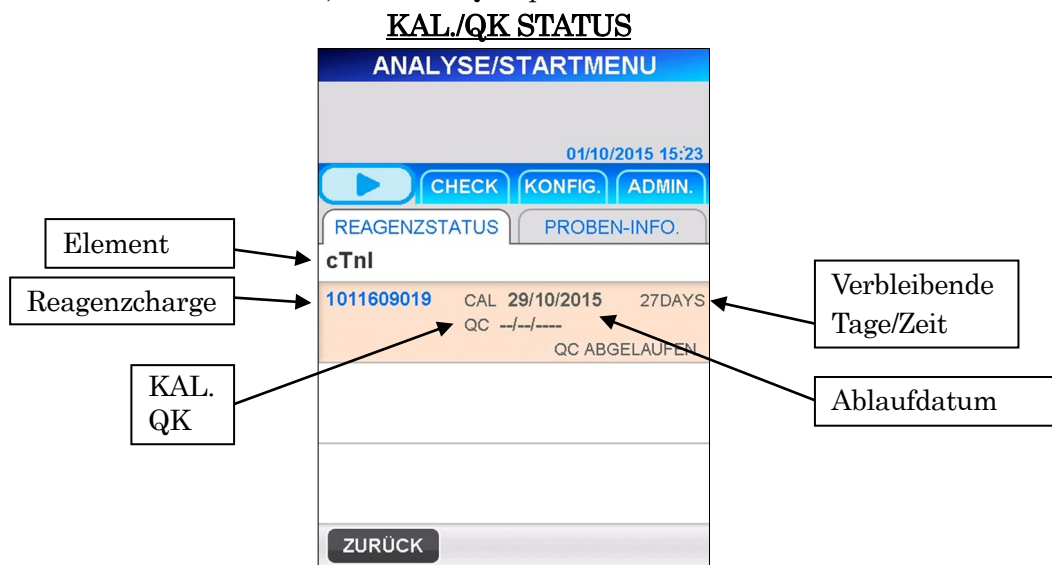 KAL./QK STATUS
ANALYSE/STARTMENU
01/10/2015 15:23
CHECK KONFIG. ADMIN.
REAGENZSTATUS PROBEN-INFO.
Element
cTnI
Reagenzcharge
1011609019 CAL 29/10/2015 27DAYS
QC --/--/----
QC ABGELAUFEN
Verbleibende
Tage/Zeit
KAL.
QK
Ablaufdatum
ZURÜCK